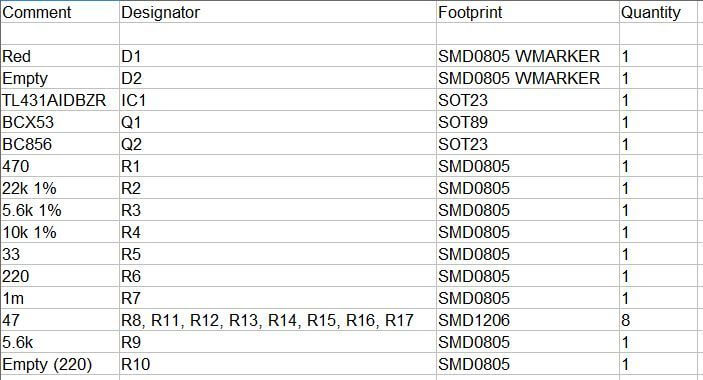 Comment Designator Footprint Quantity
Red D1 SMD0805 WMARKER 1
Empty D2 SMD0805 WMARKER 1
TL431AIDBZR IC1 SOT23 1
BCX53 Q1 SOT89 1
BC856 Q2 SOT23 1
470 R1 SMD0805 1
22k 1% R2 SMD0805 1
5.6k 1% R3 SMD0805 1
10k 1% R4 SMD0805 1
33 R5 SMD0805 1
220 R6 SMD0805 1
1m R7 SMD0805 1
47 R8, R11, R12, R13, R14, R15, R16, R17 SMD1206 8
5.6k R9 SMD0805 1
Empty (220) R10 SMD0805 1